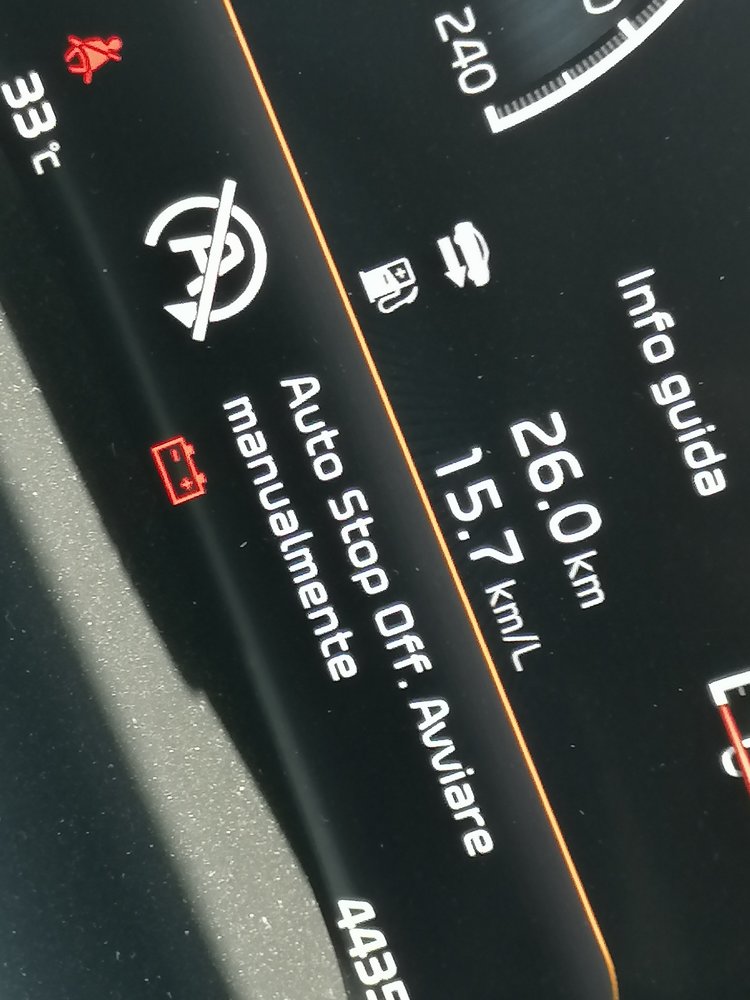 240
Info guida
26.0 km
15.7 km/L
Auto Stop Off. Avviare
manualmente
A
33°C